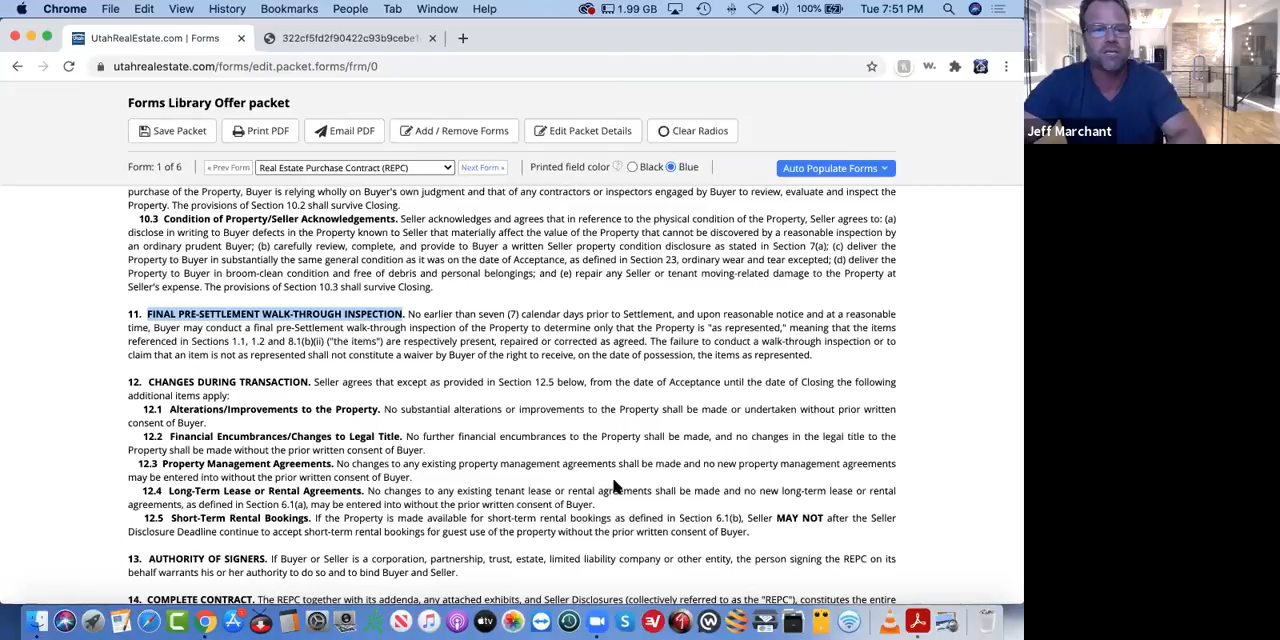 Chrome File Edit View History Bookmarks People Tab Window Help 1.99 GB 100% Tue 7:51 PM
UtahRealEstate.com | Forms × 322cf5fd2f90422c93b9cebe × +
utahrealestate.com/forms/edit.packet.forms/frm/0
Forms Library Offer packet
Save Packet Print PDF Email PDF Add / Remove Forms Edit Packet Details Clear Radios
Form: 1 of 6 « Prev Form Real Estate Purchase Contract (REPC) Next Form » Printed field color ? Black Blue Auto Populate Forms
Jeff Marchant
purchase of the Property, Buyer is relying wholly on Buyer's own judgment and that of any contractors or inspectors engaged by Buyer to review, evaluate and inspect the
Property. The provisions of Section 10.2 shall survive Closing.
10.3 Condition of Property/Seller Acknowledgements. Seller acknowledges and agrees that in reference to the physical condition of the Property, Seller agrees to: (a)
disclose in writing to Buyer defects in the Property known to Seller that materially affect the value of the Property that cannot be discovered by a reasonable inspection by
an ordinary prudent Buyer; (b) carefully review, complete, and provide to Buyer a written Seller property condition disclosure as stated in Section 7(a); (c) deliver the
Property to Buyer in substantially the same general condition as it was on the date of Acceptance, as defined in Section 23, ordinary wear and tear excepted; (d) deliver the
Property to Buyer in broom-clean condition and free of debris and personal belongings; and (e) repair any Seller or tenant moving-related damage to the Property at
Seller's expense. The provisions of Section 10.3 shall survive Closing.
11. FINAL PRE-SETTLEMENT WALK-THROUGH INSPECTION. No earlier than seven (7) calendar days prior to Settlement, and upon reasonable notice and at a reasonable
time, Buyer may conduct a final pre-Settlement walk-through inspection of the Property to determine only that the Property is "as represented," meaning that the items
referenced in Sections 1.1, 1.2 and 8.1(b)(ii) ("the items") are respectively present, repaired or corrected as agreed. The failure to conduct a walk-through inspection or to
claim that an item is not as represented shall not constitute a waiver by Buyer of the right to receive, on the date of possession, the items as represented.
12. CHANGES DURING TRANSACTION. Seller agrees that except as provided in Section 12.5 below, from the date of Acceptance until the date of Closing the following
additional items apply:
12.1 Alterations/Improvements to the Property. No substantial alterations or improvements to the Property shall be made or undertaken without prior written
consent of Buyer.
12.2 Financial Encumbrances/Changes to Legal Title. No further financial encumbrances to the Property shall be made, and no changes in the legal title to the
Property shall be made without the prior written consent of Buyer.
12.3 Property Management Agreements. No changes to any existing property management agreements shall be made and no new property management agreements
may be entered into without the prior written consent of Buyer.
12.4 Long-Term Lease or Rental Agreements. No changes to any existing tenant lease or rental agreements shall be made and no new long-term lease or rental
agreements, as defined in Section 6.1(a), may be entered into without the prior written consent of Buyer.
12.5 Short-Term Rental Bookings. If the Property is made available for short-term rental bookings as defined in Section 6.1(b), Seller MAY NOT after the Seller
Disclosure Deadline continue to accept short-term rental bookings for guest use of the property without the prior written consent of Buyer.
13. AUTHORITY OF SIGNERS. If Buyer or Seller is a corporation, partnership, trust, estate, limited liability company or other entity, the person signing the REPC on its
behalf warrants his or her authority to do so and to bind Buyer and Seller.
14. COMPLETE CONTRACT. The REPC together with its addenda, any attached exhibits, and Seller Disclosures (collectively referred to as the "REPC"), constitutes the entire